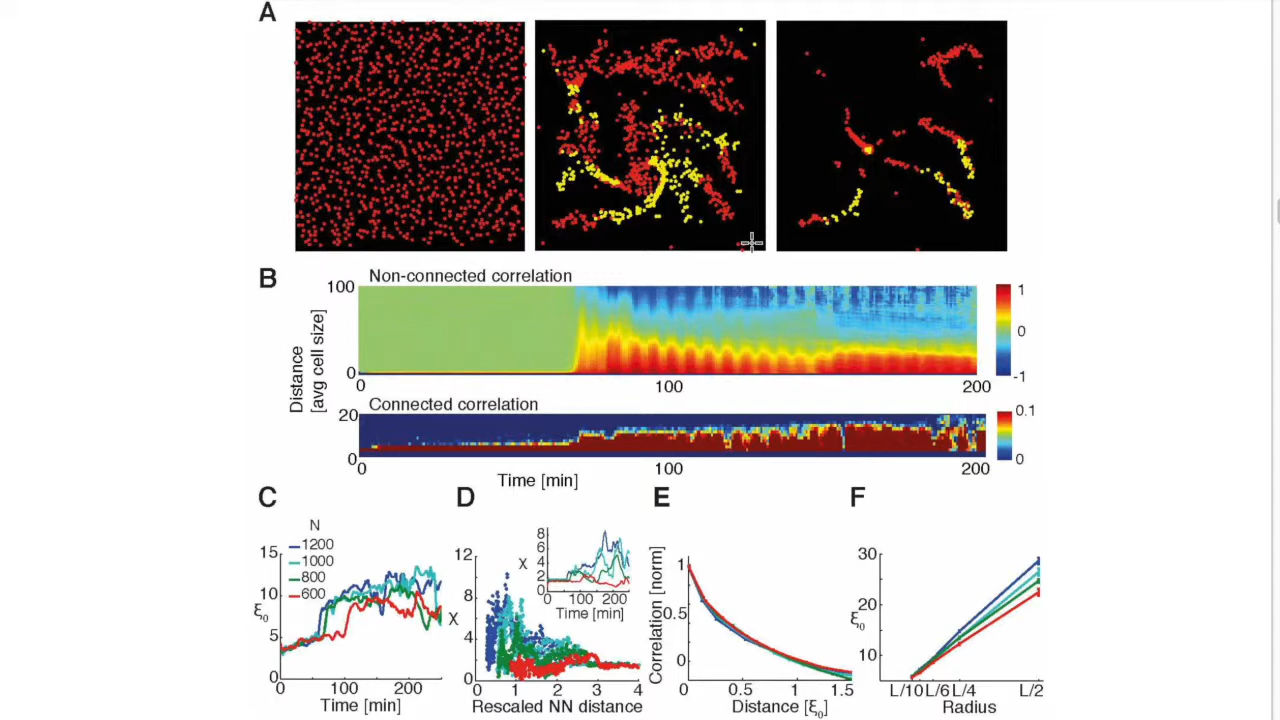 A
B
Non-connected correlation
100
0
0
100
200
Distance
[avg cell size]
1
0
-1
Connected correlation
20
0
0
100
200
0.1
0
Time [min]
C
D
E
F
N
1200
1000
800
600
15
10
5
0
ξ₀
0
100
200
Time [min]
12
8
4
0
χ
0
1
2
3
4
Rescaled NN distance
8
6
4
2
0
χ
0
100
200
Time [min]
1
0.5
0
Correlation [norm]
0
0.5
1
1.5
Distance [ξ₀]
30
20
10
ξ₀
L/10
L/6
L/4
L/2
Radius